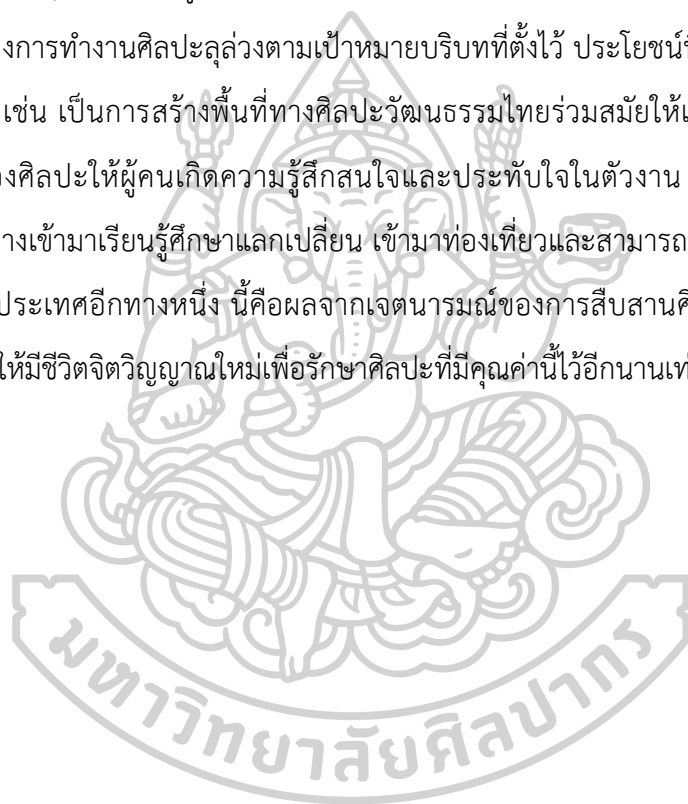 งการทำงานศิลปะลุล่วงตามเป้าหมายบริบทที่ตั้งไว้ ประโยชน์
เช่น เป็นการสร้างพื้นที่ทางศิลปะวัฒนธรรมไทยร่วมสมัยให้
องศิลปะให้ผู้คนเกิดความรู้สึกสนใจและประทับใจในตัวงาน
างเข้ามาเรียนรู้ศึกษาแลกเปลี่ยน เข้ามาท่องเที่ยวและสามารถ
ประเทศอีกทางหนึ่ง นี้คือผลจากเจตนารมณ์ของการสืบสานศิ
ให้มีชีวิตจิตวิญญาณใหม่เพื่อรักษาศิลปะที่มีคุณค่านี้ไว้อีกนานเท่
มหาวิทยาลัยศิลปากร